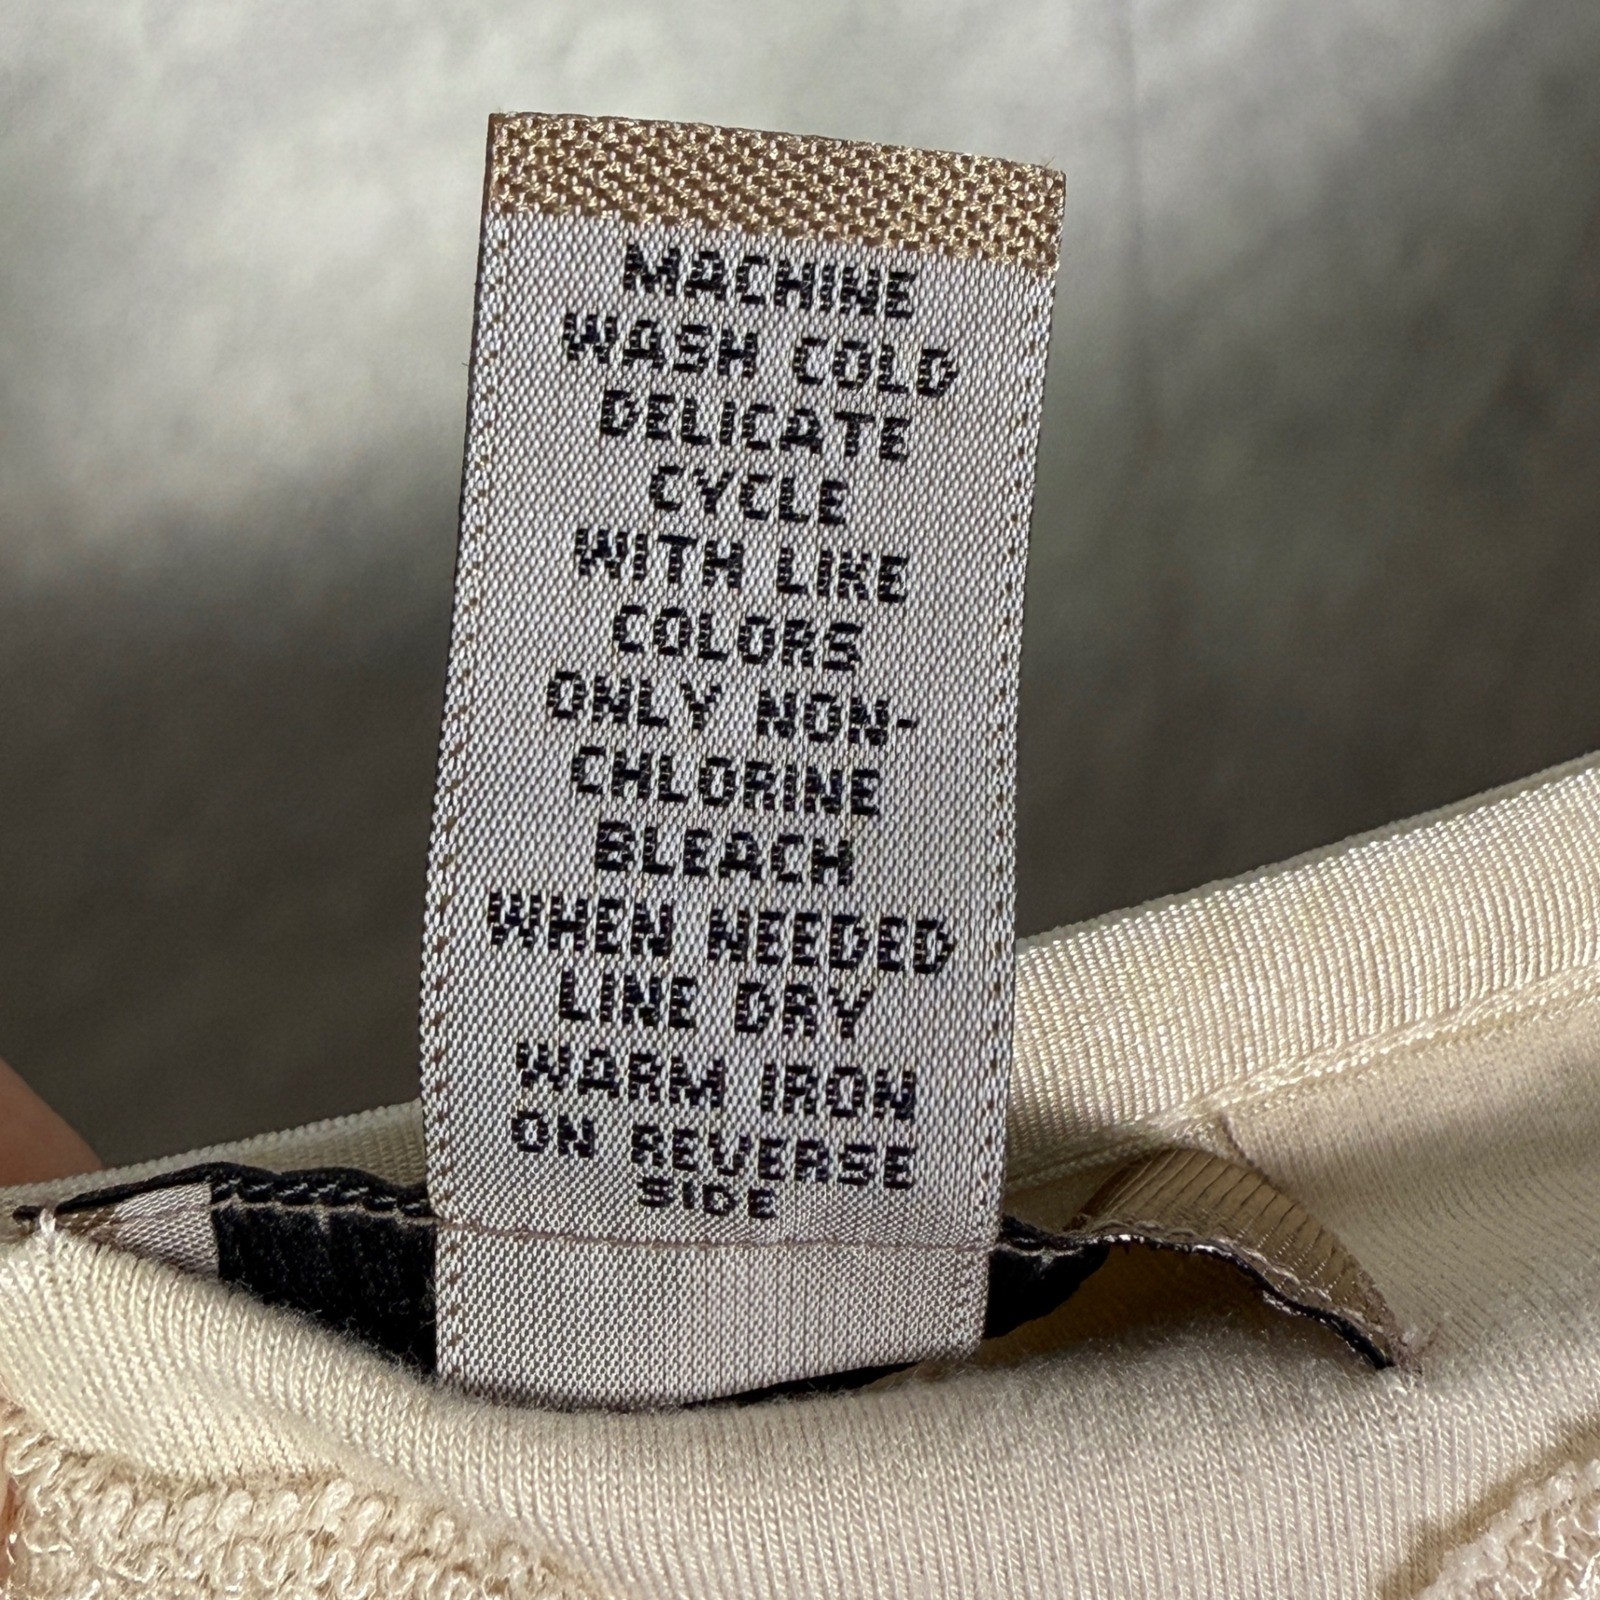 MACHINE
WASH COLD
DELICATE
CYCLE
WITH LIKE
COLORS
ONLY NON-
CHLORINE
BLEACH
WHEN NEEDED
LINE DRY
WARM IRON
ON REVERSE
SIDE